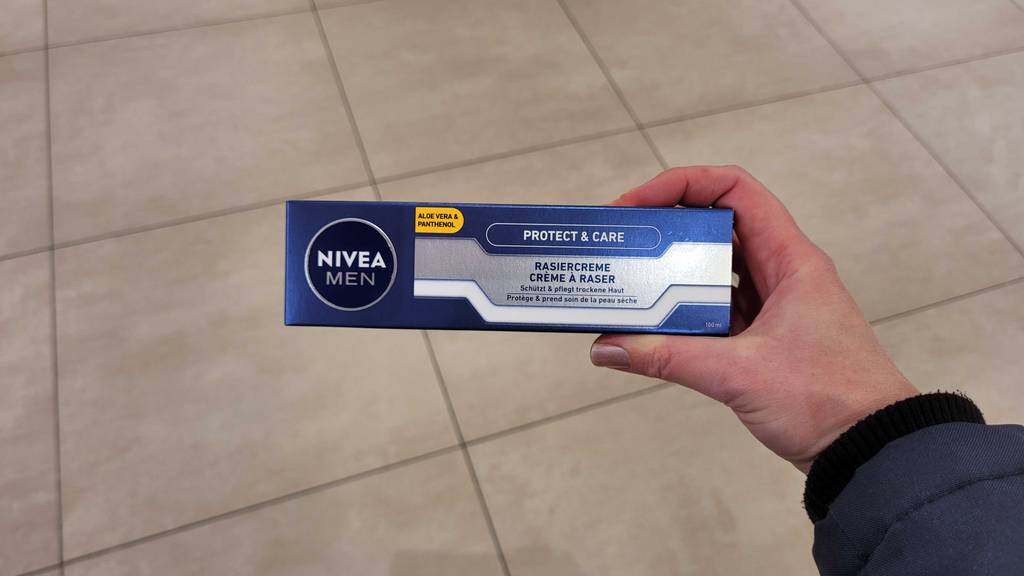 NIVEA
MEN
ALOE VERA &
PANTHENOL
PROTECT & CARE
RASIERCREME
CRÈME À RASER
Schützt & pflegt trockene Haut
Protège & prend soin de la peau sèche
100 ml